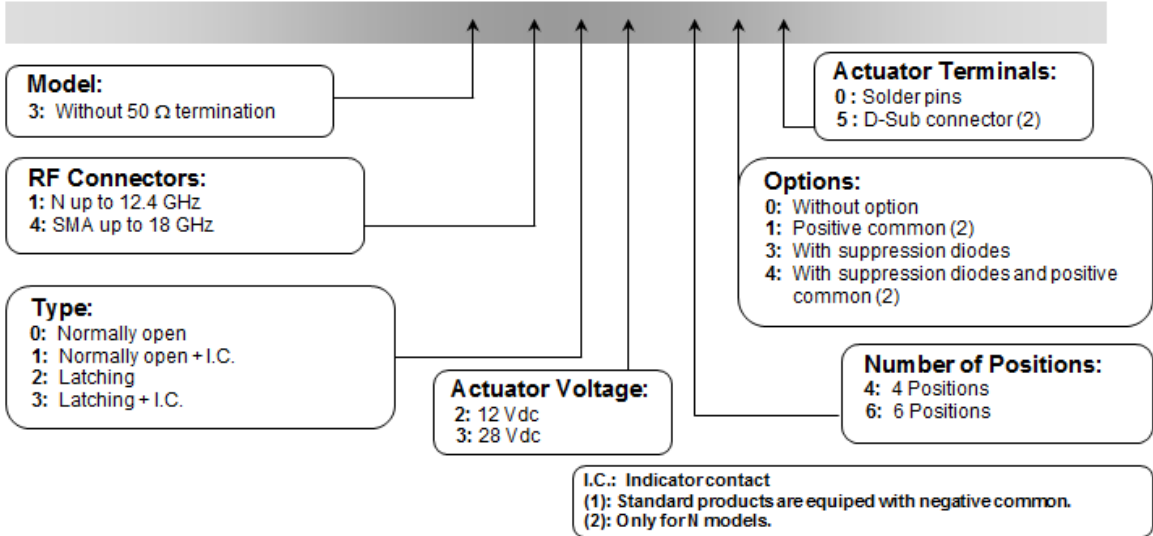 Model:
3: Without 50 Ω termination
RF Connectors:
1: N up to 12.4 GHz
4: SMA up to 18 GHz
Type:
0: Normally open
1: Normally open + I.C.
2: Latching
3: Latching + I.C.
Actuator Voltage:
2: 12 Vdc
3: 28 Vdc
Actuator Terminals:
0 : Solder pins
5 : D-Sub connector (2)
Options:
0: Without option
1: Positive common (2)
3: With suppression diodes
4: With suppression diodes and positive
common (2)
Number of Positions:
4: 4 Positions
6: 6 Positions
I.C.: Indicator contact
(1): Standard products are equiped with negative common.
(2): Only for N models.